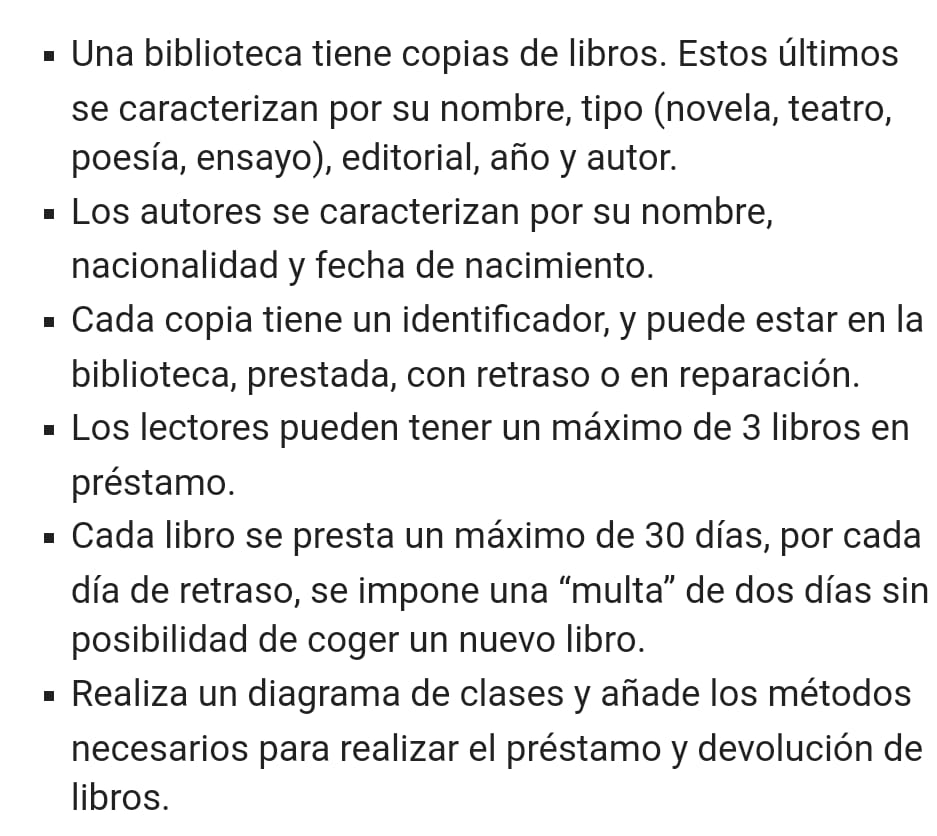 ▪ Una biblioteca tiene copias de libros. Estos últimos
se caracterizan por su nombre, tipo (novela, teatro,
poesía, ensayo), editorial, año y autor.
▪ Los autores se caracterizan por su nombre,
nacionalidad y fecha de nacimiento.
▪ Cada copia tiene un identificador, y puede estar en la
biblioteca, prestada, con retraso o en reparación.
▪ Los lectores pueden tener un máximo de 3 libros en
préstamo.
▪ Cada libro se presta un máximo de 30 días, por cada
día de retraso, se impone una “multa” de dos días sin
posibilidad de coger un nuevo libro.
▪ Realiza un diagrama de clases y añade los métodos
necesarios para realizar el préstamo y devolución de
libros.